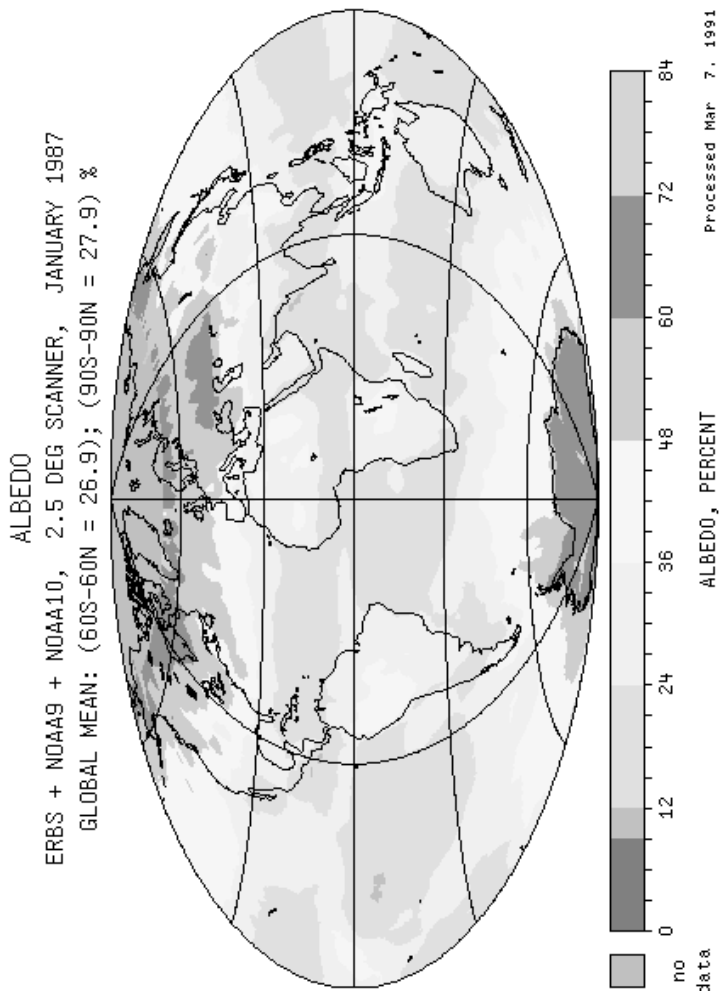 ALBEDO
ERBS + NOAA9 + NOAA10, 2.5 DEG SCANNER, JANUARY 1987
GLOBAL MEAN: (60S-60N = 26.9); (90S-90N = 27.9) %
no
data
0 12 24 36 48 60 72 84
ALBEDO, PERCENT
Processed Mar 7, 1991